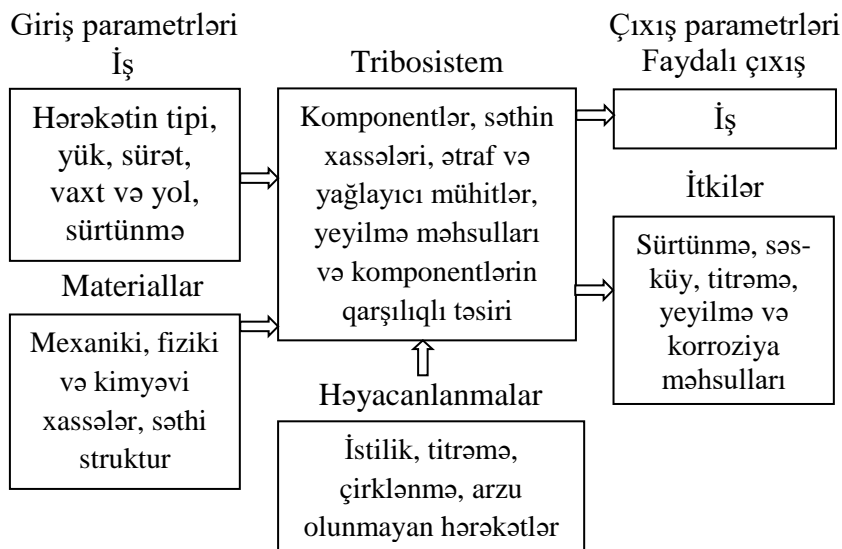 Giriş parametrləri
İş
Hərəkətin tipi,
yük, sürət,
vaxt və yol,
sürtünmə
Materiallar
Mexaniki, fiziki
və kimyəvi
xassələr, səthi
struktur
Tribosistem
Komponentlər, səthin
xassələri, ətraf və
yağlayıcı mühitlər,
yeyilmə məhsulları
və komponentlərin
qarşılıqlı təsiri
Həyacanlanmalar
İstilik, titrəmə,
çirklənmə, arzu
olunmayan hərəkətlər
Çıxış parametrləri
Faydalı çıxış
İş
İtkilər
Sürtünmə, səs-
küy, titrəmə,
yeyilmə və
korroziya
məhsulları